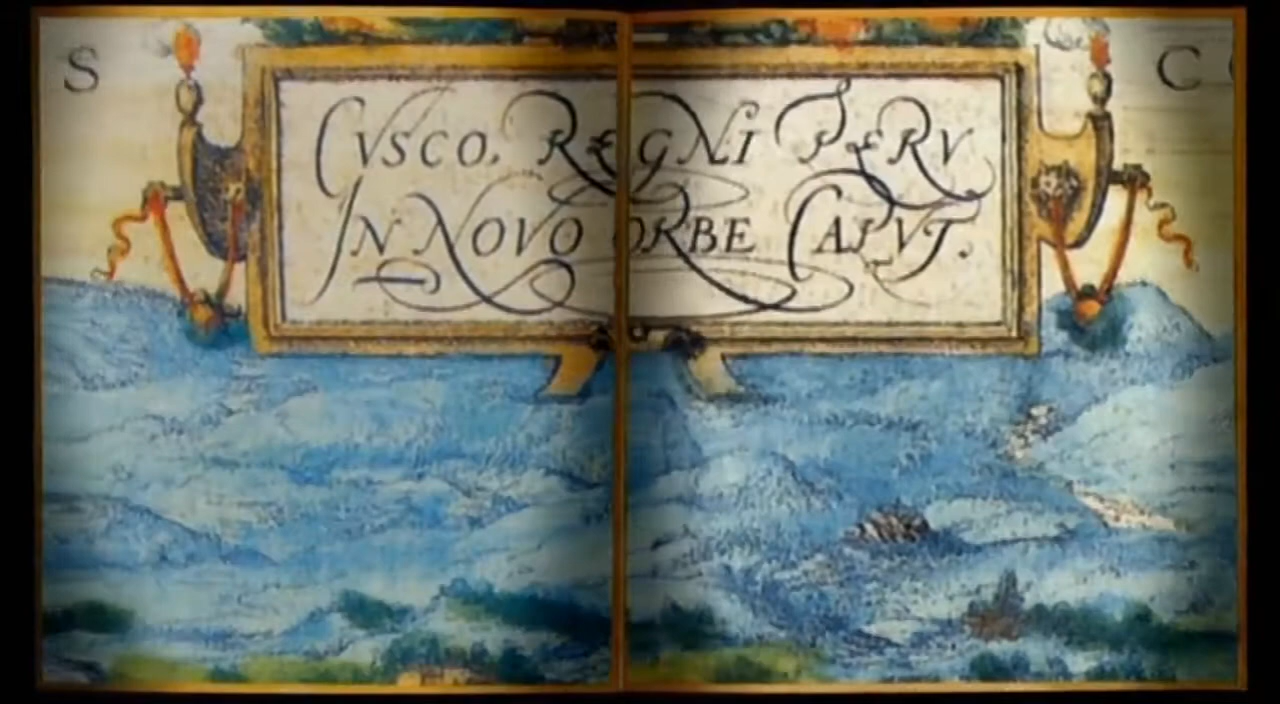 S
C
CVSCO, REGNI PERV
IN NOVO ORBE CAPVT.